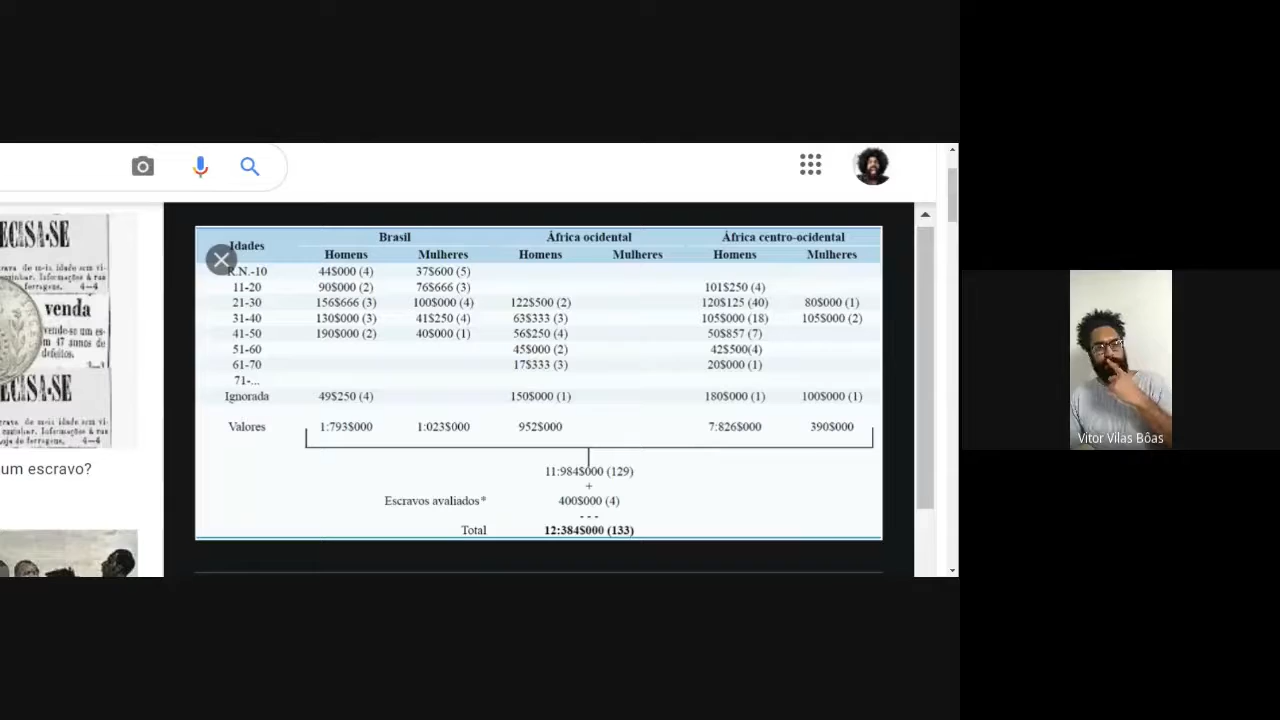 ECISA-SE
venda
ECISA-SE
um escravo?
Idades Brasil África ocidental África centro-ocidental
Homens Mulheres Homens Mulheres Homens Mulheres
R.N.-10 44$000 (4) 37$600 (5)
11-20 90$000 (2) 76$666 (3) 101$250 (4)
21-30 156$666 (3) 100$000 (4) 122$500 (2) 120$125 (40) 80$000 (1)
31-40 130$000 (3) 41$250 (4) 63$333 (3) 105$000 (18) 105$000 (2)
41-50 190$000 (2) 40$000 (1) 56$250 (4) 50$857 (7)
51-60 45$000 (2) 42$500(4)
61-70 17$333 (3) 20$000 (1)
71-...
Ignorada 49$250 (4) 150$000 (1) 180$000 (1) 100$000 (1)
Valores 1:793$000 1:023$000 952$000 7:826$000 390$000
11:984$000 (129)
+
Escravos avaliados* 400$000 (4)
- - -
Total 12:384$000 (133)
Vitor Vilas Bôas